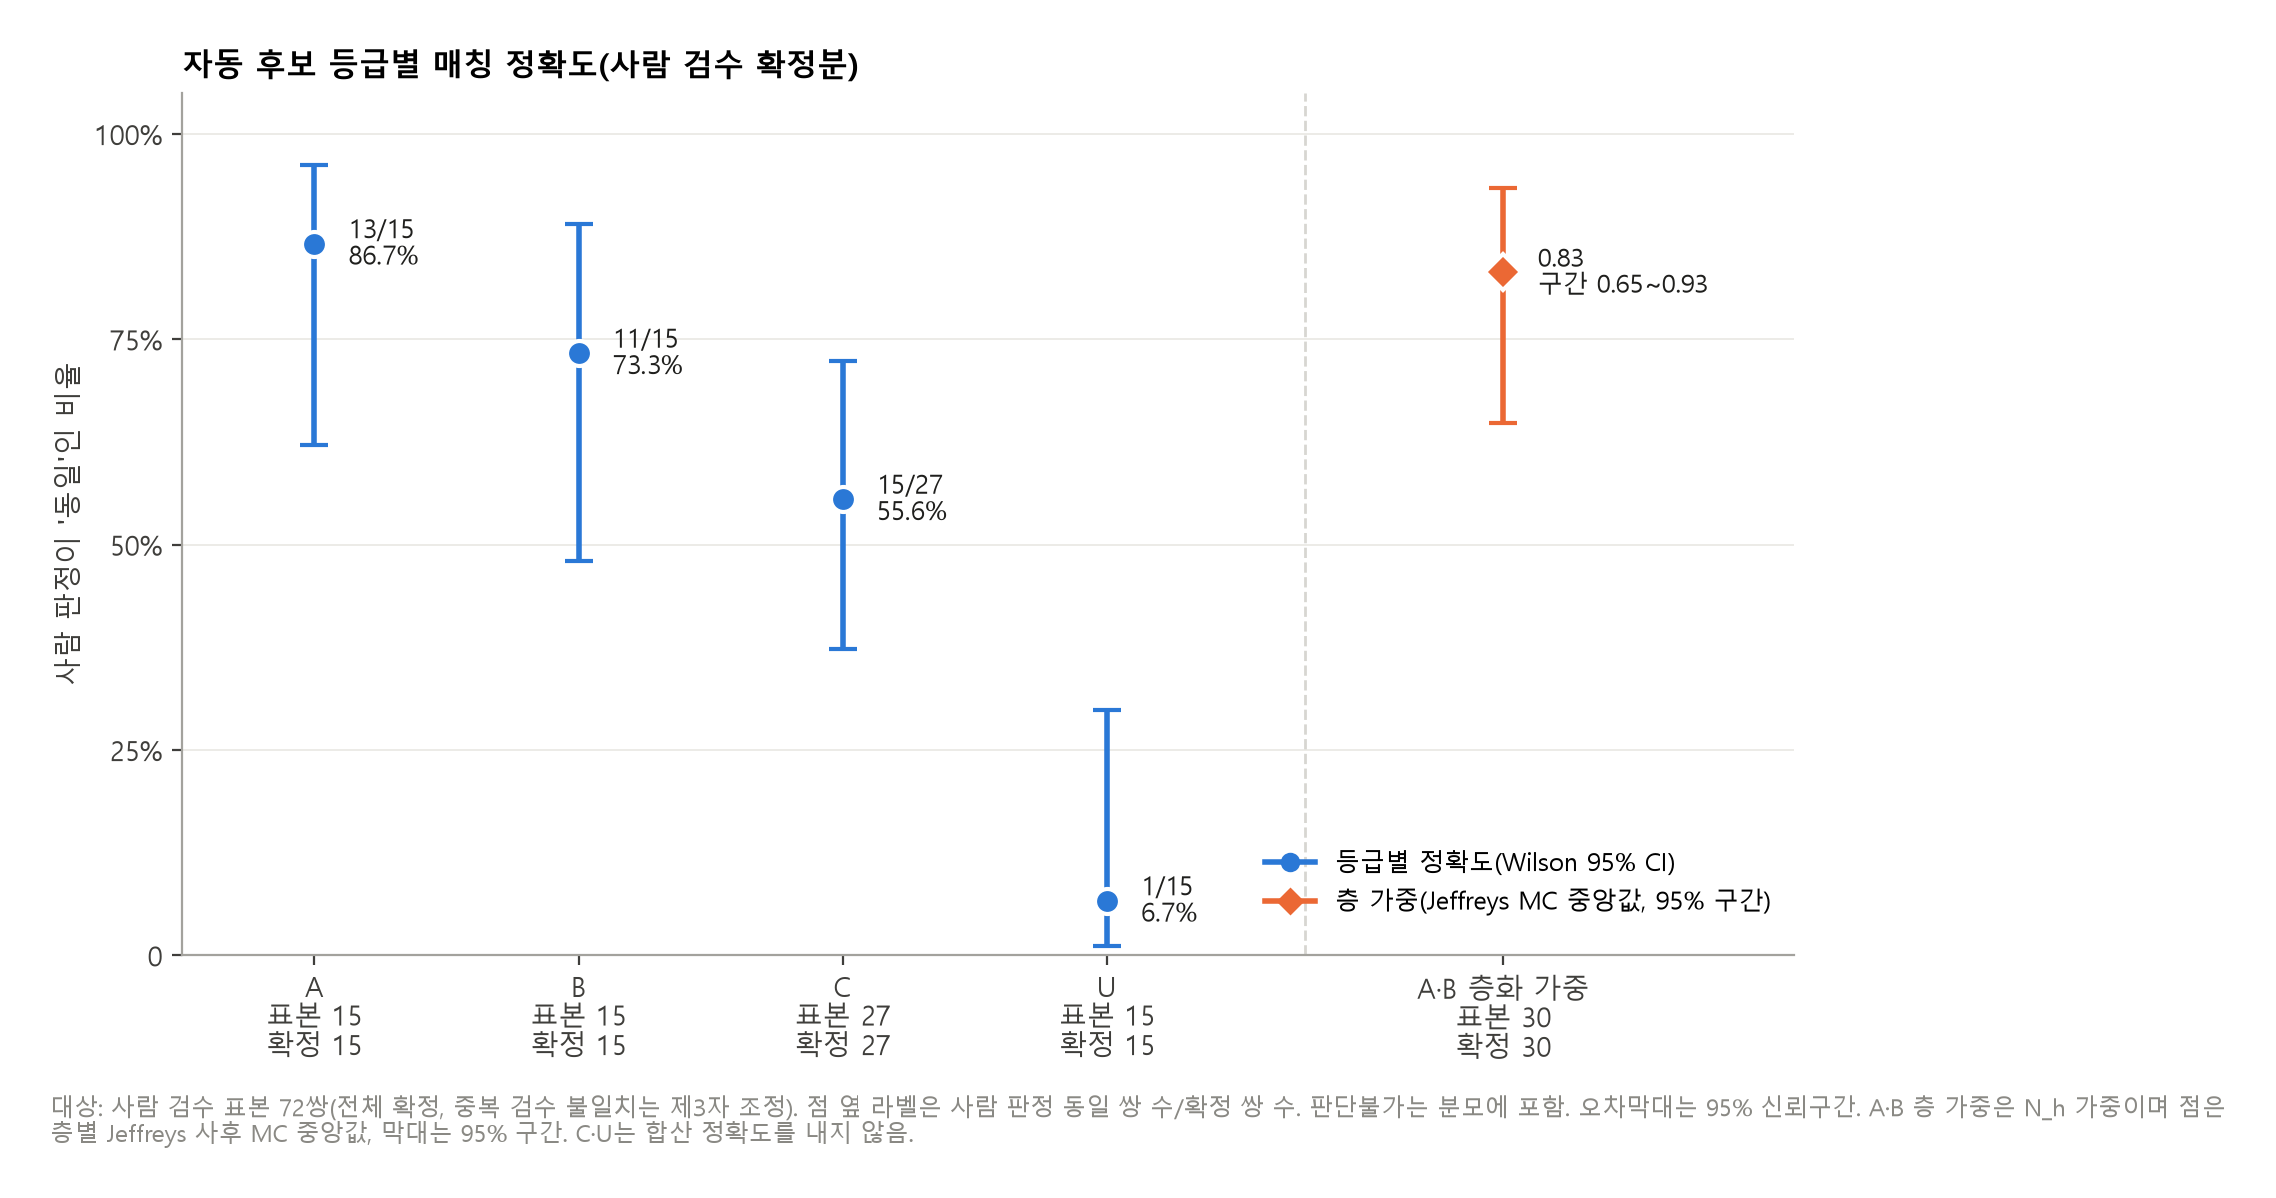 자동 후보 등급별 매칭 정확도(사람 검수 확정분)
사람 판정이 '동일'인 비율
100%
75%
50%
25%
0
13/15
86.7%
11/15
73.3%
15/27
55.6%
1/15
6.7%
0.83
구간 0.65~0.93
등급별 정확도(Wilson 95% CI)
층 가중(Jeffreys MC 중앙값, 95% 구간)
A
표본 15
확정 15
B
표본 15
확정 15
C
표본 27
확정 27
U
표본 15
확정 15
A·B 층화 가중
표본 30
확정 30
대상: 사람 검수 표본 72쌍(전체 확정, 중복 검수 불일치는 제3자 조정). 점 옆 라벨은 사람 판정 동일 쌍 수/확정 쌍 수. 판단불가는 분모에 포함. 오차막대는 95% 신뢰구간. A·B 층 가중은 N_h 가중이며 점은
층별 Jeffreys 사후 MC 중앙값, 막대는 95% 구간. C·U는 합산 정확도를 내지 않음.